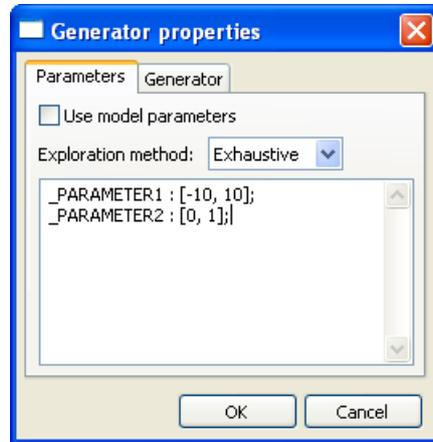 Generator properties
Parameters Generator
Use model parameters
Exploration method: Exhaustive
_PARAMETER1 : [-10, 10];
_PARAMETER2 : [0, 1];
OK Cancel